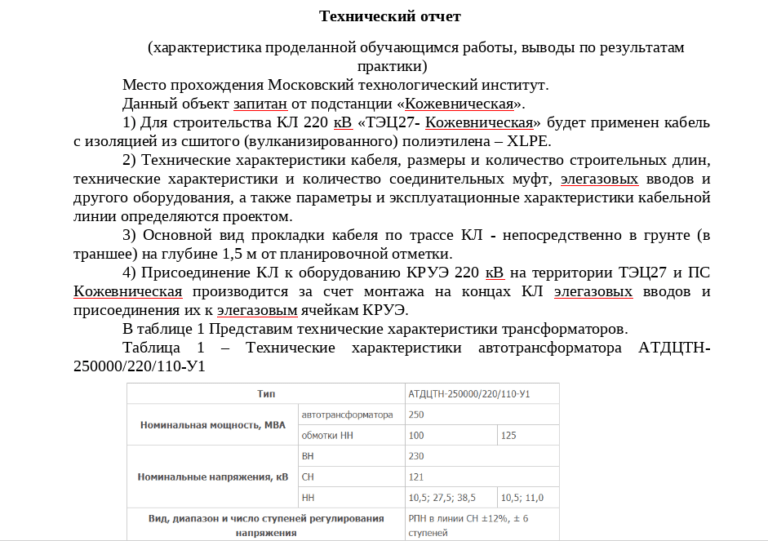 Технический отчет
(характеристика проделанной обучающимся работы, выводы по результатам
практики)
Место прохождения Московский технологический институт.
Данный объект запитан от подстанции «Кожевническая».
1) Для строительства КЛ 220 кВ «ТЭЦ27- Кожевническая» будет применен кабель
с изоляцией из сшитого (вулканизированного) полиэтилена – XLPE.
2) Технические характеристики кабеля, размеры и количество строительных длин,
технические характеристики и количество соединительных муфт, элегазовых вводов и
другого оборудования, а также параметры и эксплуатационные характеристики кабельной
линии определяются проектом.
3) Основной вид прокладки кабеля по трассе КЛ - непосредственно в грунте (в
траншее) на глубине 1,5 м от планировочной отметки.
4) Присоединение КЛ к оборудованию КРУЭ 220 кВ на территории ТЭЦ27 и ПС
Кожевническая производится за счет монтажа на концах КЛ элегазовых вводов и
присоединения их к элегазовым ячейкам КРУЭ.
В таблице 1 Представим технические характеристики трансформаторов.
Таблица 1 – Технические характеристики автотрансформатора АТДЦТН-
250000/220/110-У1
Тип АТДЦТН-250000/220/110-У1
Номинальная мощность, МВА автотрансформатора 250
обмотки НН 100 125
ВН 230
Номинальные напряжения, кВ СН 121
НН 10,5; 27,5; 38,5 10,5; 11,0
Вид, диапазон и число ступеней регулирования РПН в линии СН ±12%, ± 6
напряжения ступеней